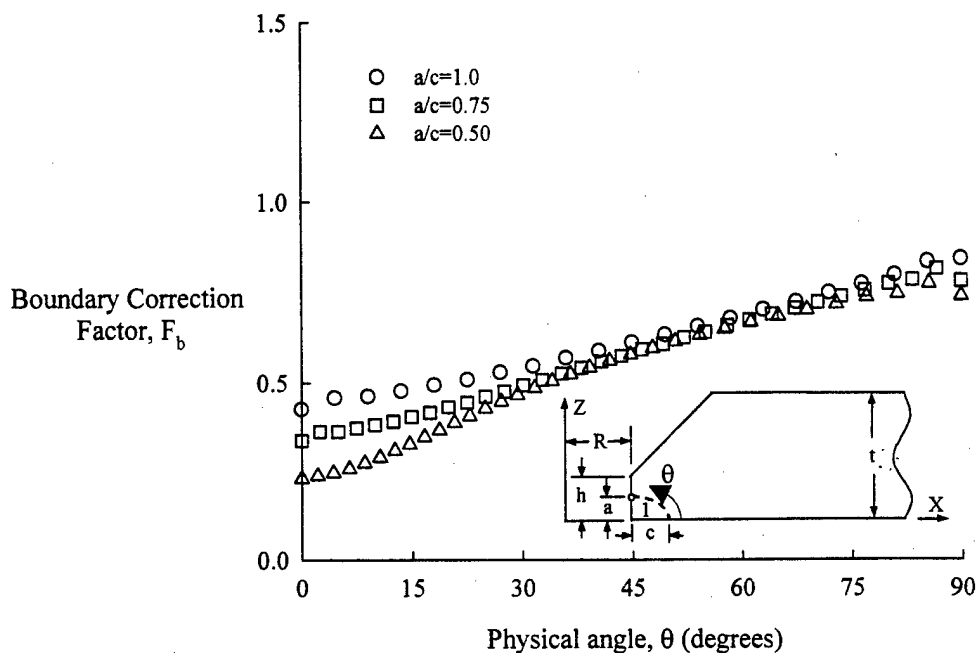 1.5
a/c=1.0
a/c=0.75
a/c=0.50
1.0
Boundary Correction
Factor, F_b
0.5
Z
R
t
θ
h
a
1
c
X
0.0
0 15 30 45 60 75 90
Physical angle, θ (degrees)